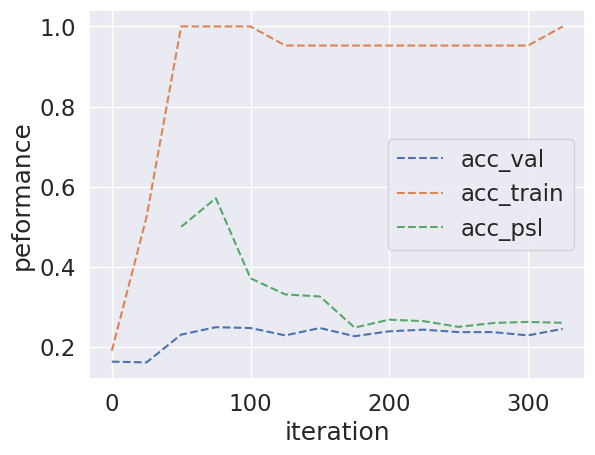 1.0
0.8
0.6
0.4
0.2
peformance
acc_val
acc_train
acc_psl
0 100 200 300
iteration